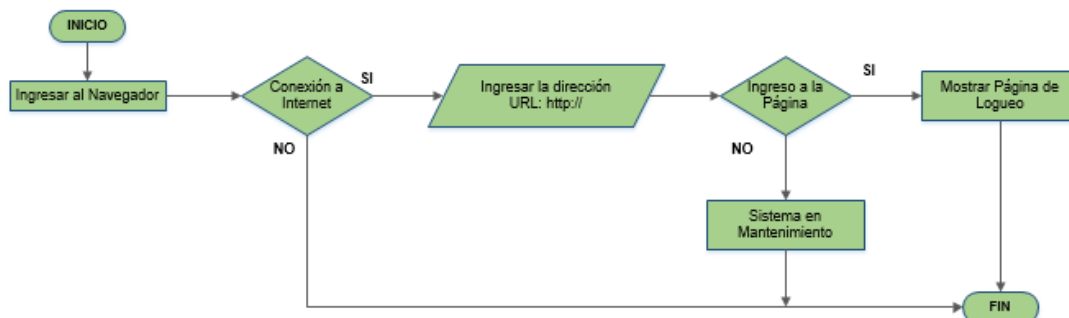 INICIO
Ingresar al Navegador
Conexión a
Internet
SI
NO
Ingresar la dirección
URL: http://
Ingreso a la
Página
SI
NO
Mostrar Página de
Logueo
Sistema en
Mantenimiento
FIN